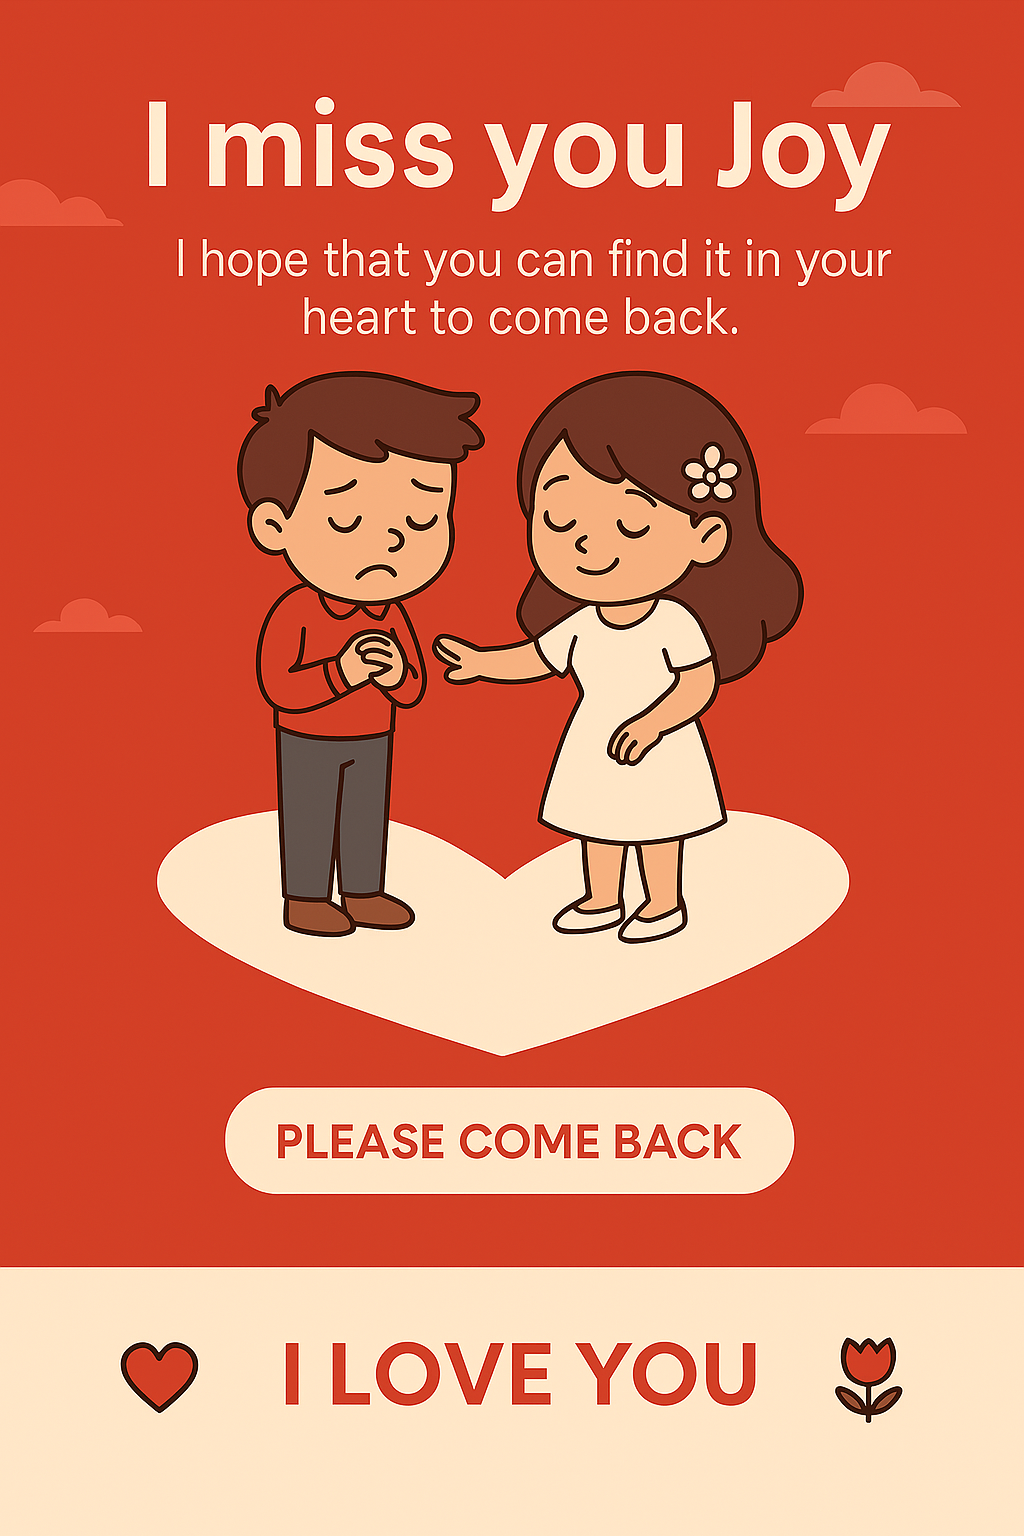 I miss you Joy
I hope that you can find it in your
heart to come back.
PLEASE COME BACK
I LOVE YOU